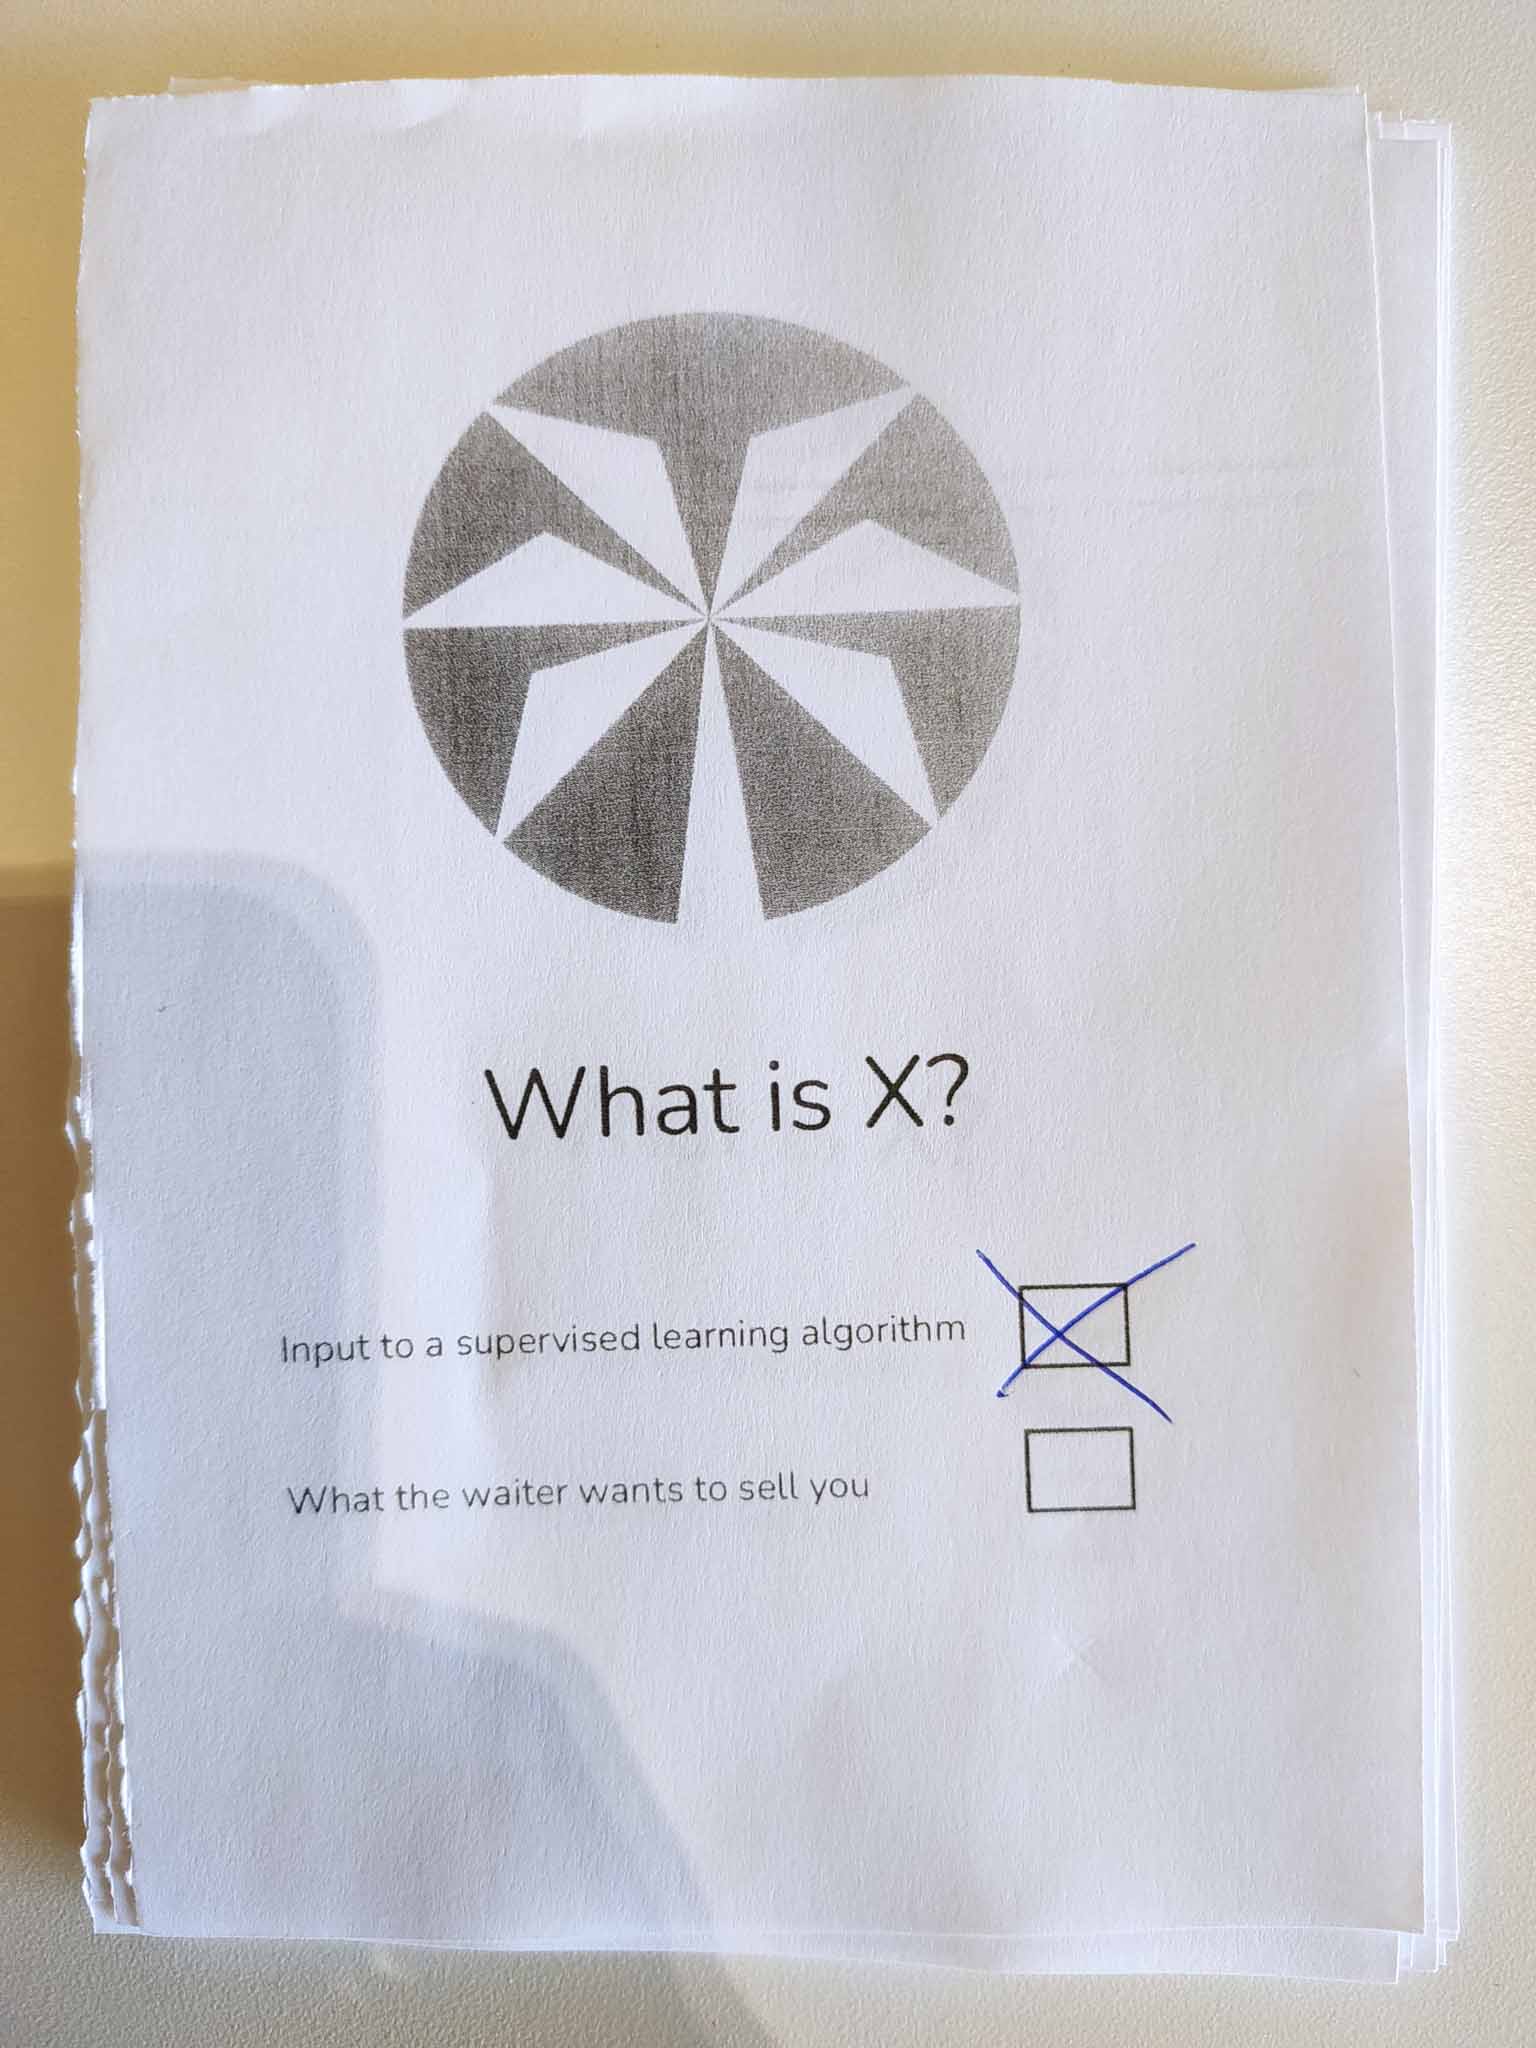 What is X?
Input to a supervised learning algorithm
What the waiter wants to sell you